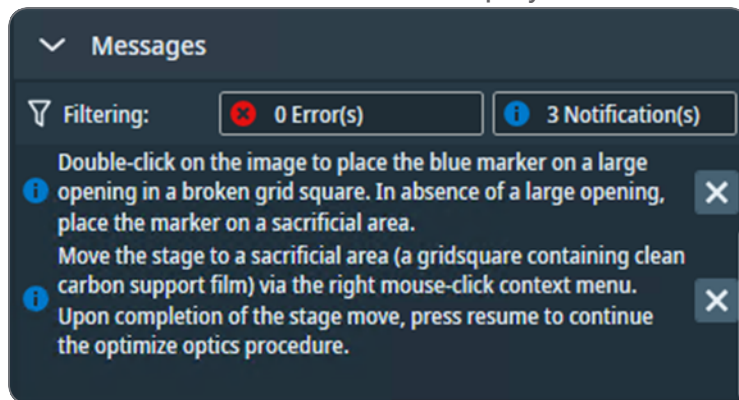 Messages
Filtering: 0 Error(s) 3 Notification(s)
Double-click on the image to place the blue marker on a large
opening in a broken grid square. In absence of a large opening,
place the marker on a sacrificial area.
Move the stage to a sacrificial area (a gridsquare containing clean
carbon support film) via the right mouse-click context menu.
Upon completion of the stage move, press resume to continue
the optimize optics procedure.